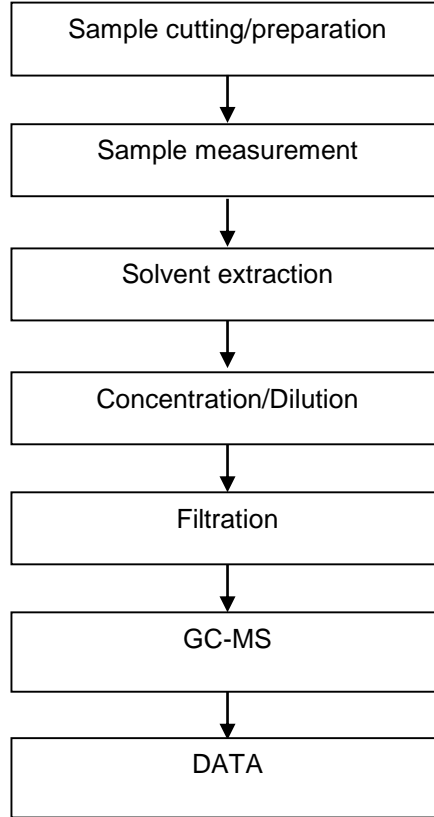 Sample cutting/preparation
Sample measurement
Solvent extraction
Concentration/Dilution
Filtration
GC-MS
DATA